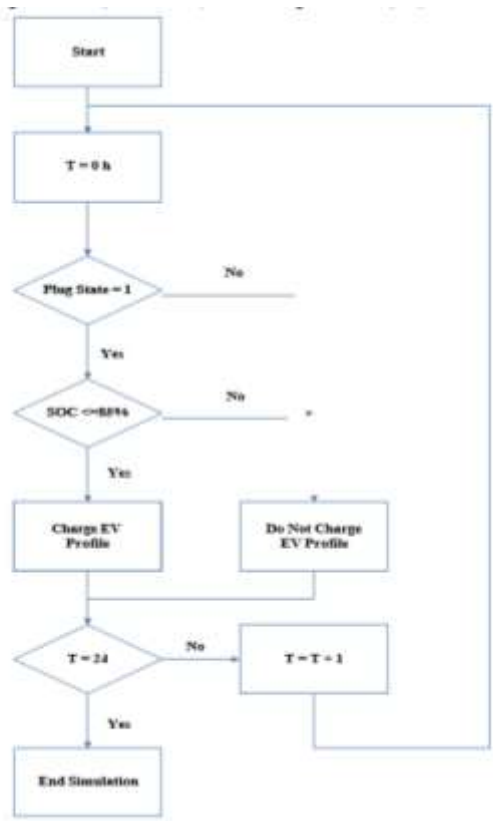 Start
T = 0 h
Plug State = 1
No
Yes
No
Yes
Charge EV
Profile
Do Not Charge
EV Profile
T = 24
No
T = T + 1
Yes
End Simulation